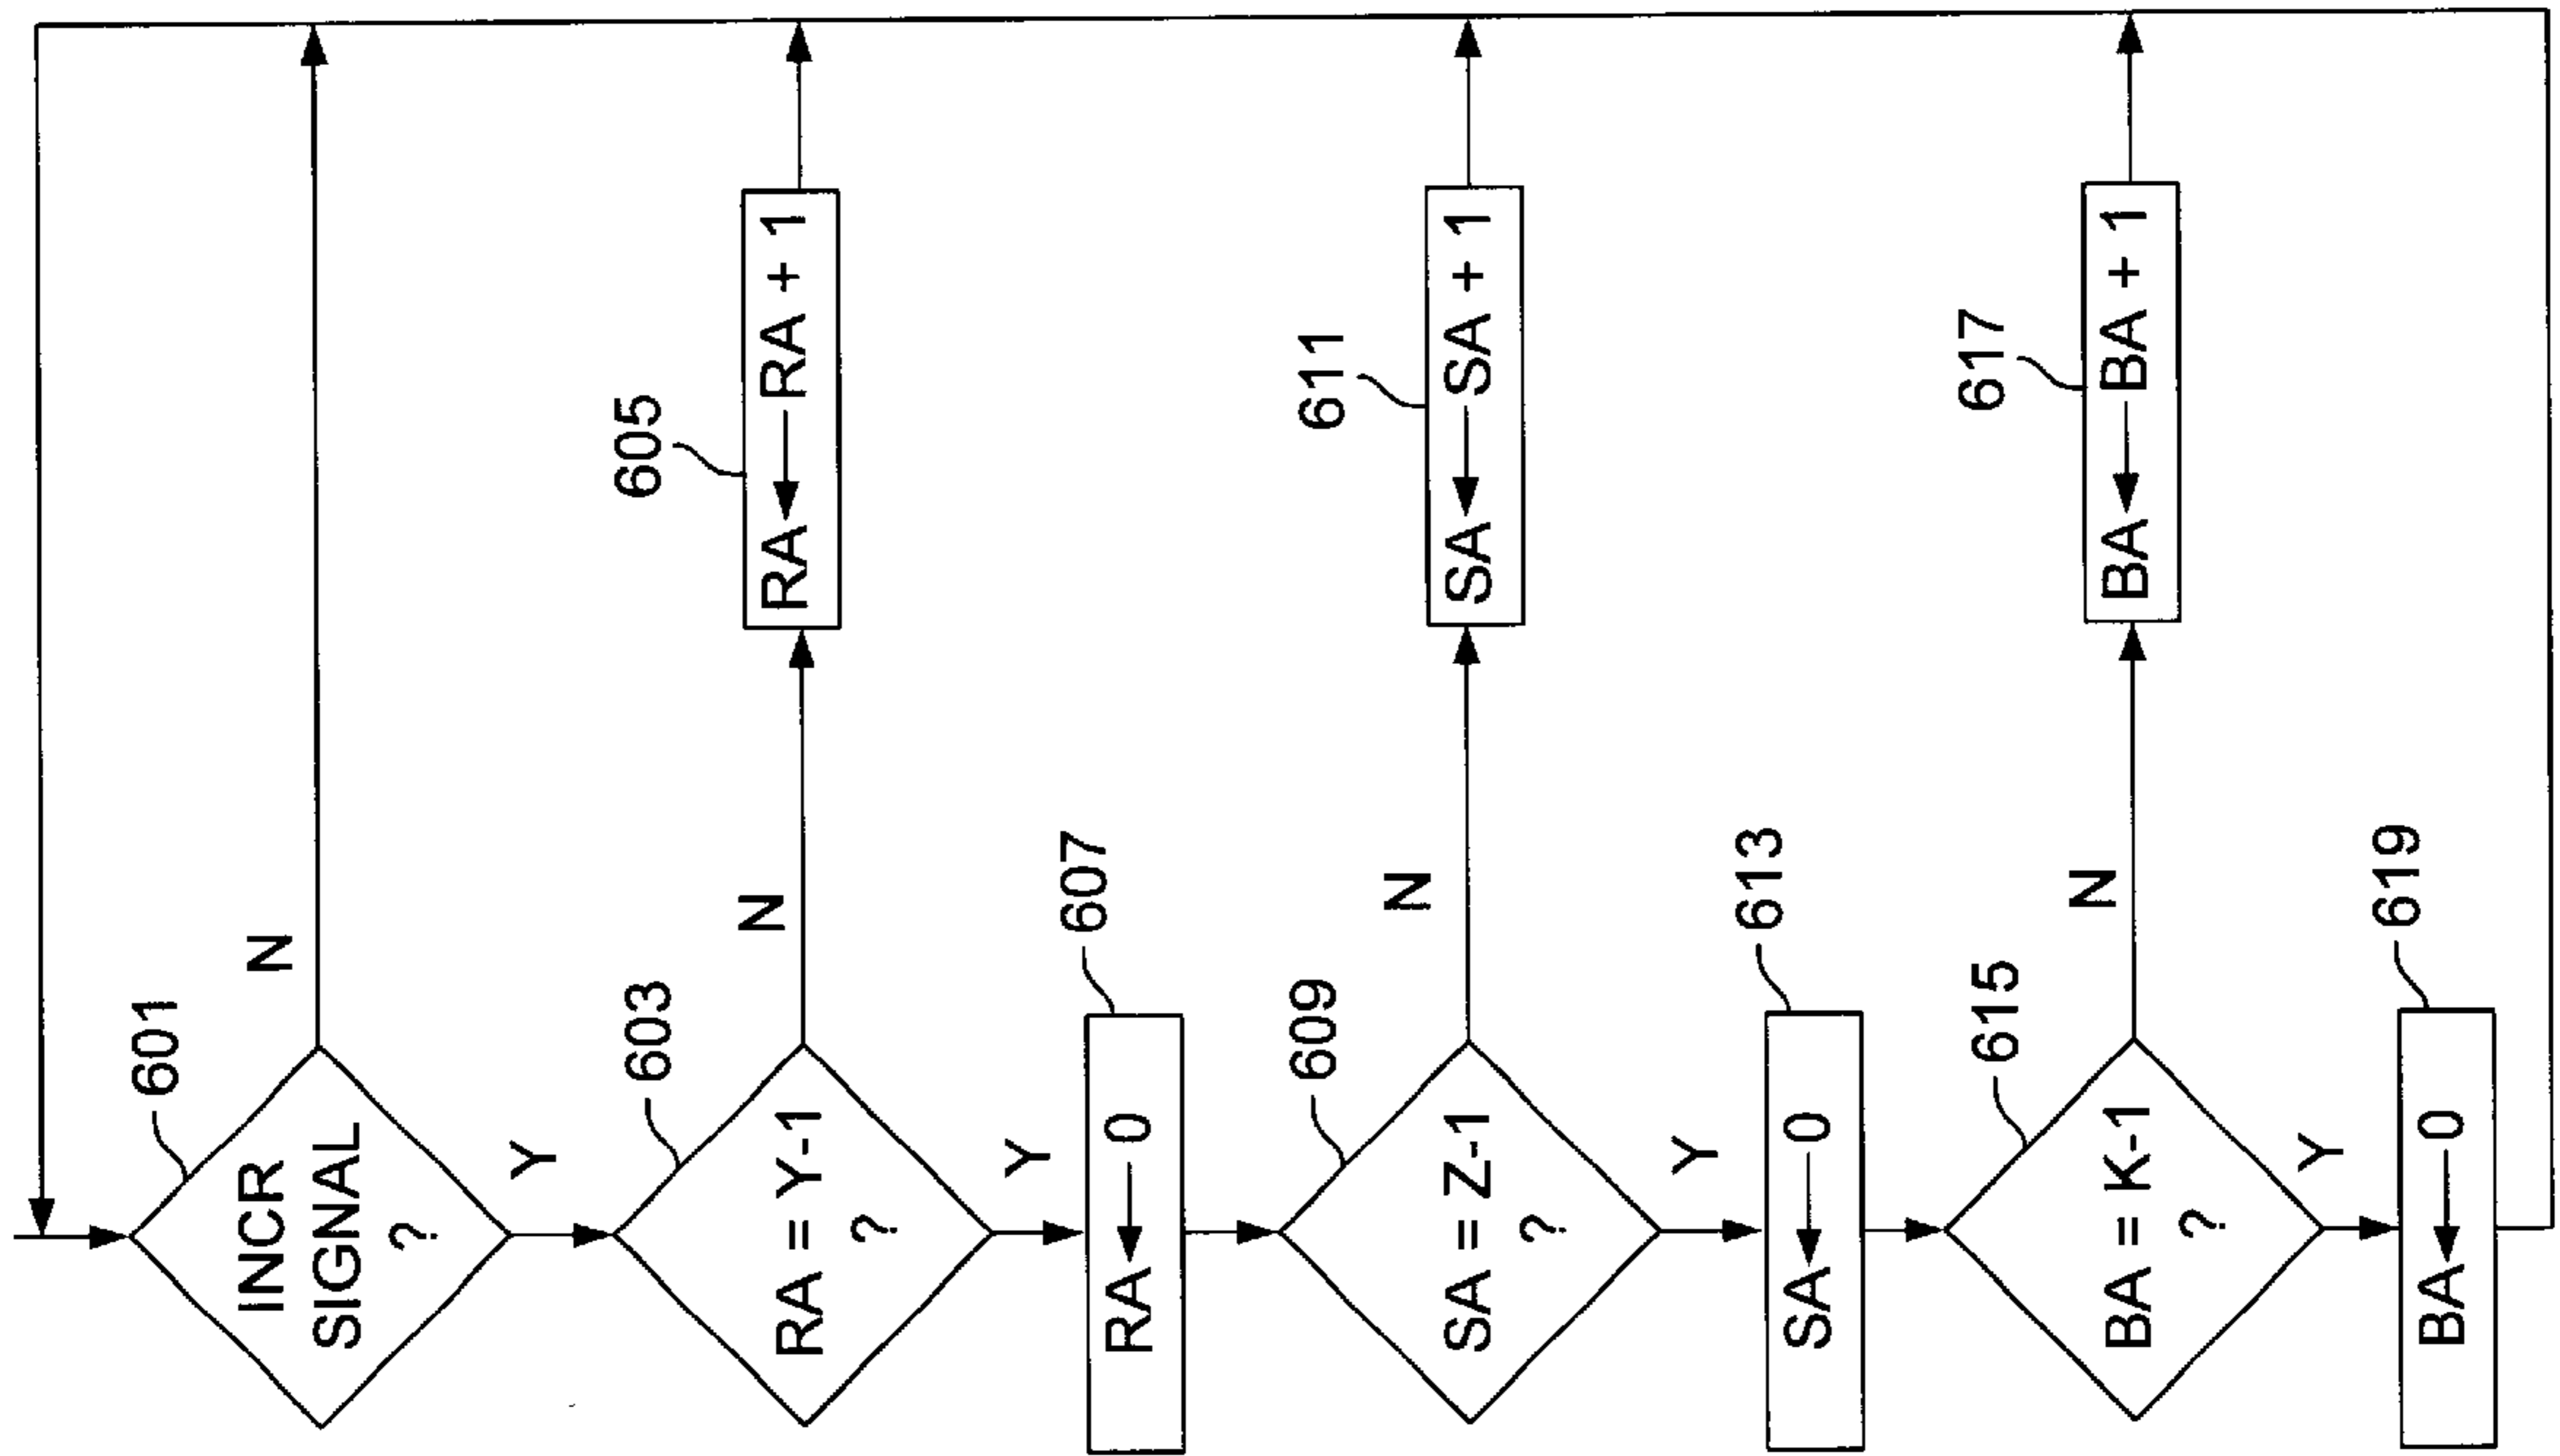 601
INCR
SIGNAL
?
N
Y
603
RA = Y-1
?
N
605
RA ← RA + 1
Y
607
RA ← 0
609
SA = Z-1
?
N
611
SA ← SA + 1
Y
613
SA ← 0
615
BA = K-1
?
N
617
BA ← BA + 1
Y
619
BA ← 0